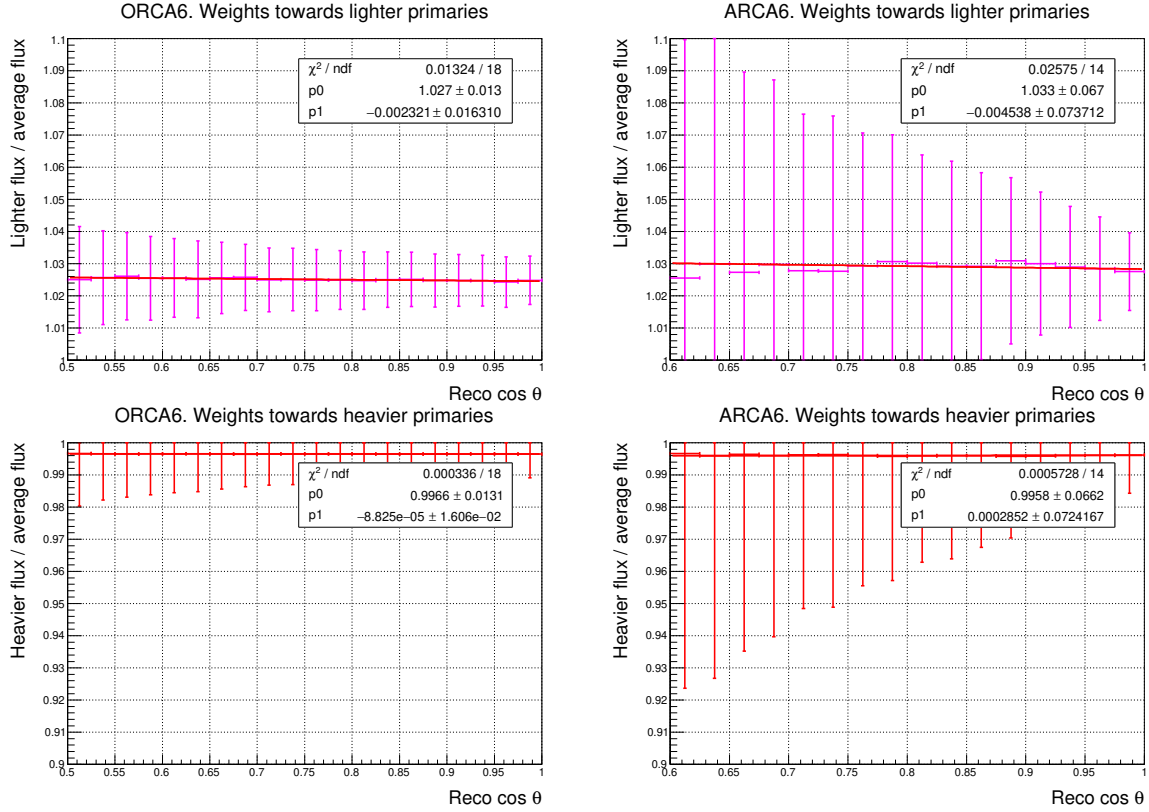 ORCA6. Weights towards lighter primaries
Lighter flux / average flux
1.1
1.09
1.08
1.07
1.06
1.05
1.04
1.03
1.02
1.01
1
χ² / ndf 0.01324 / 18
p0 1.027 ± 0.013
p1 −0.002321 ± 0.016310
0.5 0.55 0.6 0.65 0.7 0.75 0.8 0.85 0.9 0.95 1
Reco cos θ
ARCA6. Weights towards lighter primaries
Lighter flux / average flux
1.1
1.09
1.08
1.07
1.06
1.05
1.04
1.03
1.02
1.01
1
χ² / ndf 0.02575 / 14
p0 1.033 ± 0.067
p1 −0.004538 ± 0.073712
0.6 0.65 0.7 0.75 0.8 0.85 0.9 0.95 1
Reco cos θ
ORCA6. Weights towards heavier primaries
Heavier flux / average flux
1
0.99
0.98
0.97
0.96
0.95
0.94
0.93
0.92
0.91
0.9
χ² / ndf 0.000336 / 18
p0 0.9966 ± 0.0131
p1 −8.825e−05 ± 1.606e−02
0.5 0.55 0.6 0.65 0.7 0.75 0.8 0.85 0.9 0.95 1
Reco cos θ
ARCA6. Weights towards heavier primaries
Heavier flux / average flux
1
0.99
0.98
0.97
0.96
0.95
0.94
0.93
0.92
0.91
0.9
χ² / ndf 0.0005728 / 14
p0 0.9958 ± 0.0662
p1 0.0002852 ± 0.0724167
0.6 0.65 0.7 0.75 0.8 0.85 0.9 0.95 1
Reco cos θ